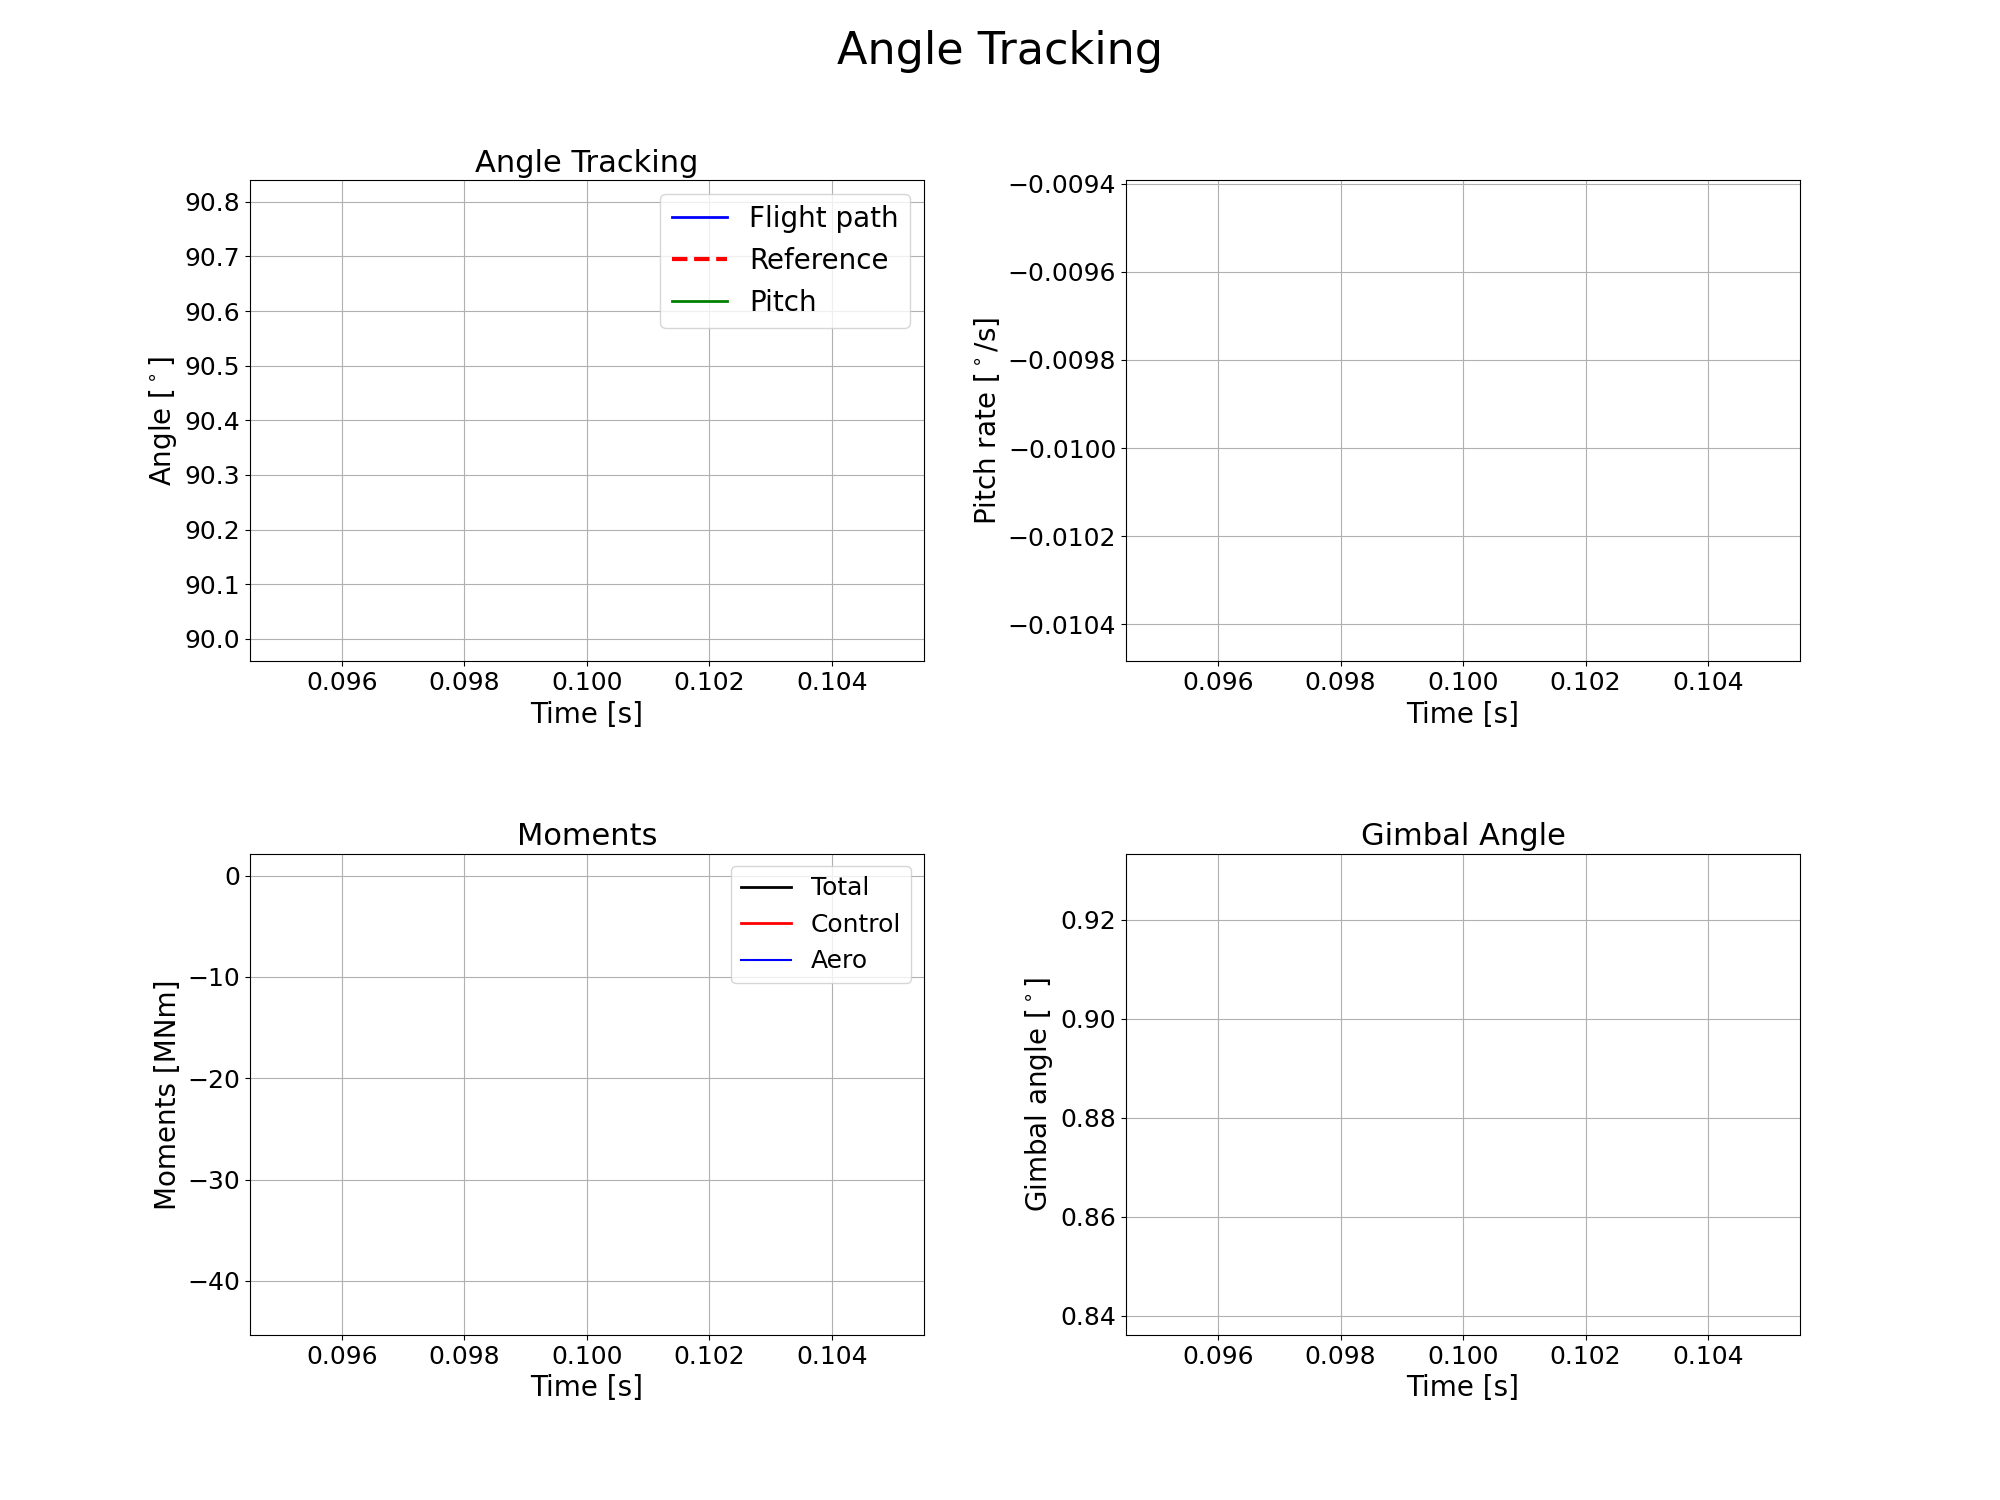 Angle Tracking
Angle Tracking
90.8
90.7
90.6
90.5
90.4
90.3
90.2
90.1
90.0
Angle [°]
Flight path
Reference
Pitch
0.096 0.098 0.100 0.102 0.104
Time [s]
−0.0094
−0.0096
−0.0098
−0.0100
−0.0102
−0.0104
Pitch rate [°/s]
0.096 0.098 0.100 0.102 0.104
Time [s]
Moments
0
−10
−20
−30
−40
Moments [MNm]
Total
Control
Aero
0.096 0.098 0.100 0.102 0.104
Time [s]
Gimbal Angle
0.92
0.90
0.88
0.86
0.84
Gimbal angle [°]
0.096 0.098 0.100 0.102 0.104
Time [s]